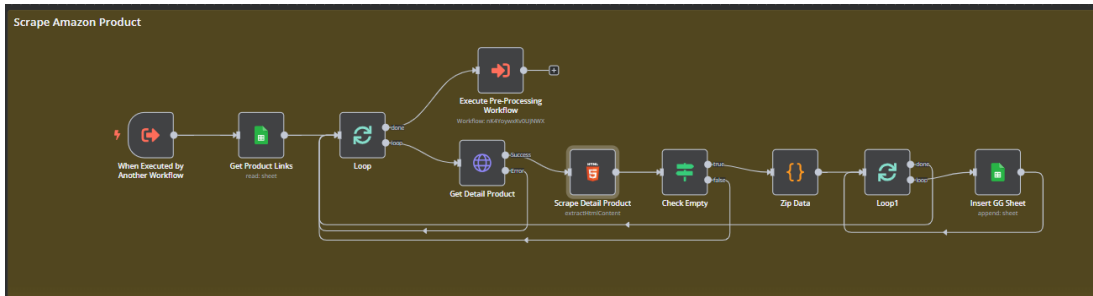 Scrape Amazon Product
done
Execute Pre-Processing
Workflow
loop
When Executed by
Another Workflow
Get Product Links
read: sheet
Loop
Success
Error
Get Detail Product
HTML
Scrape Detail Product
extractHtmlContent
true
false
Check Empty
Zip Data
done
loop
Loop1
Insert GG Sheet
append: sheet